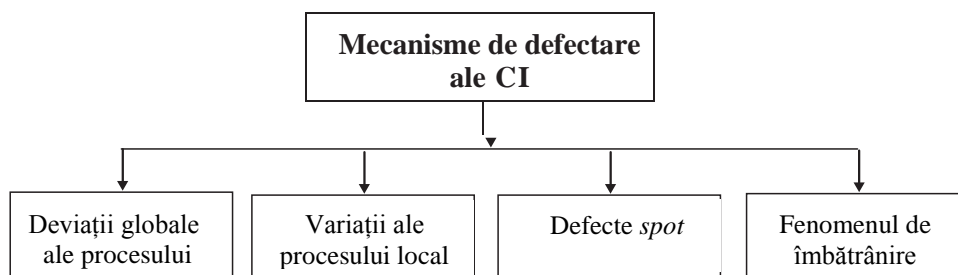 Mecanisme de defectare
ale CI
Deviații globale
ale procesului
Variații ale
procesului local
Defecte spot
Fenomenul de
îmbătrânire